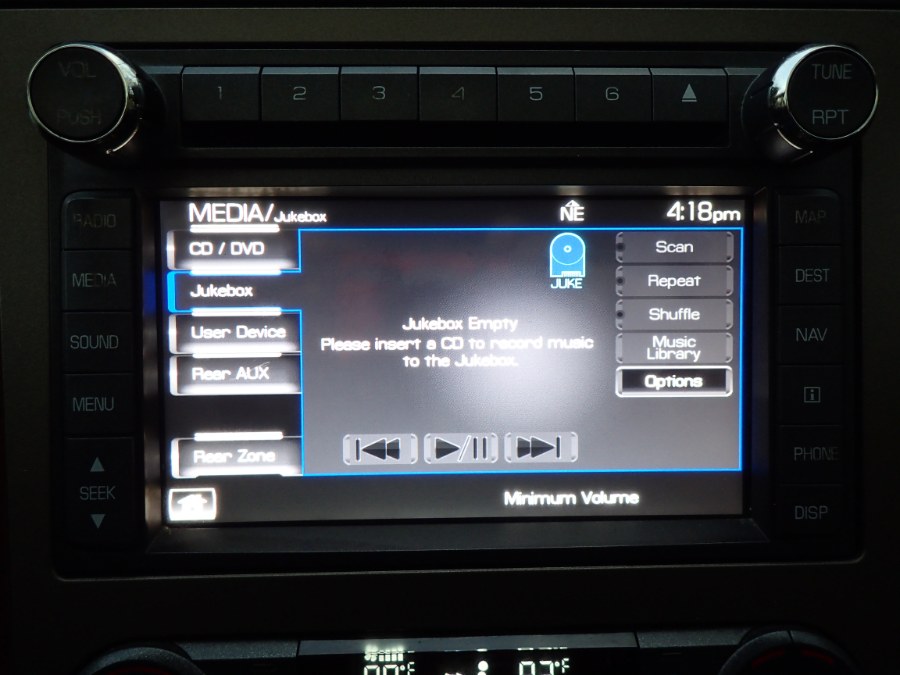 VOL
PUSH
1 2 3 4 5 6
TUNE
RPT
RADIO
MEDIA
SOUND
MENU
SEEK
MEDIA/Jukebox
NE
4:18pm
CD / DVD
Jukebox
User Device
Rear AUX
Rear Zone
JUKE
Jukebox Empty
Please insert a CD to record music
to the Jukebox.
Scan
Repeat
Shuffle
Music
Library
Options
Minimum Volume
MAP
DEST
NAV
i
PHONE
DISP